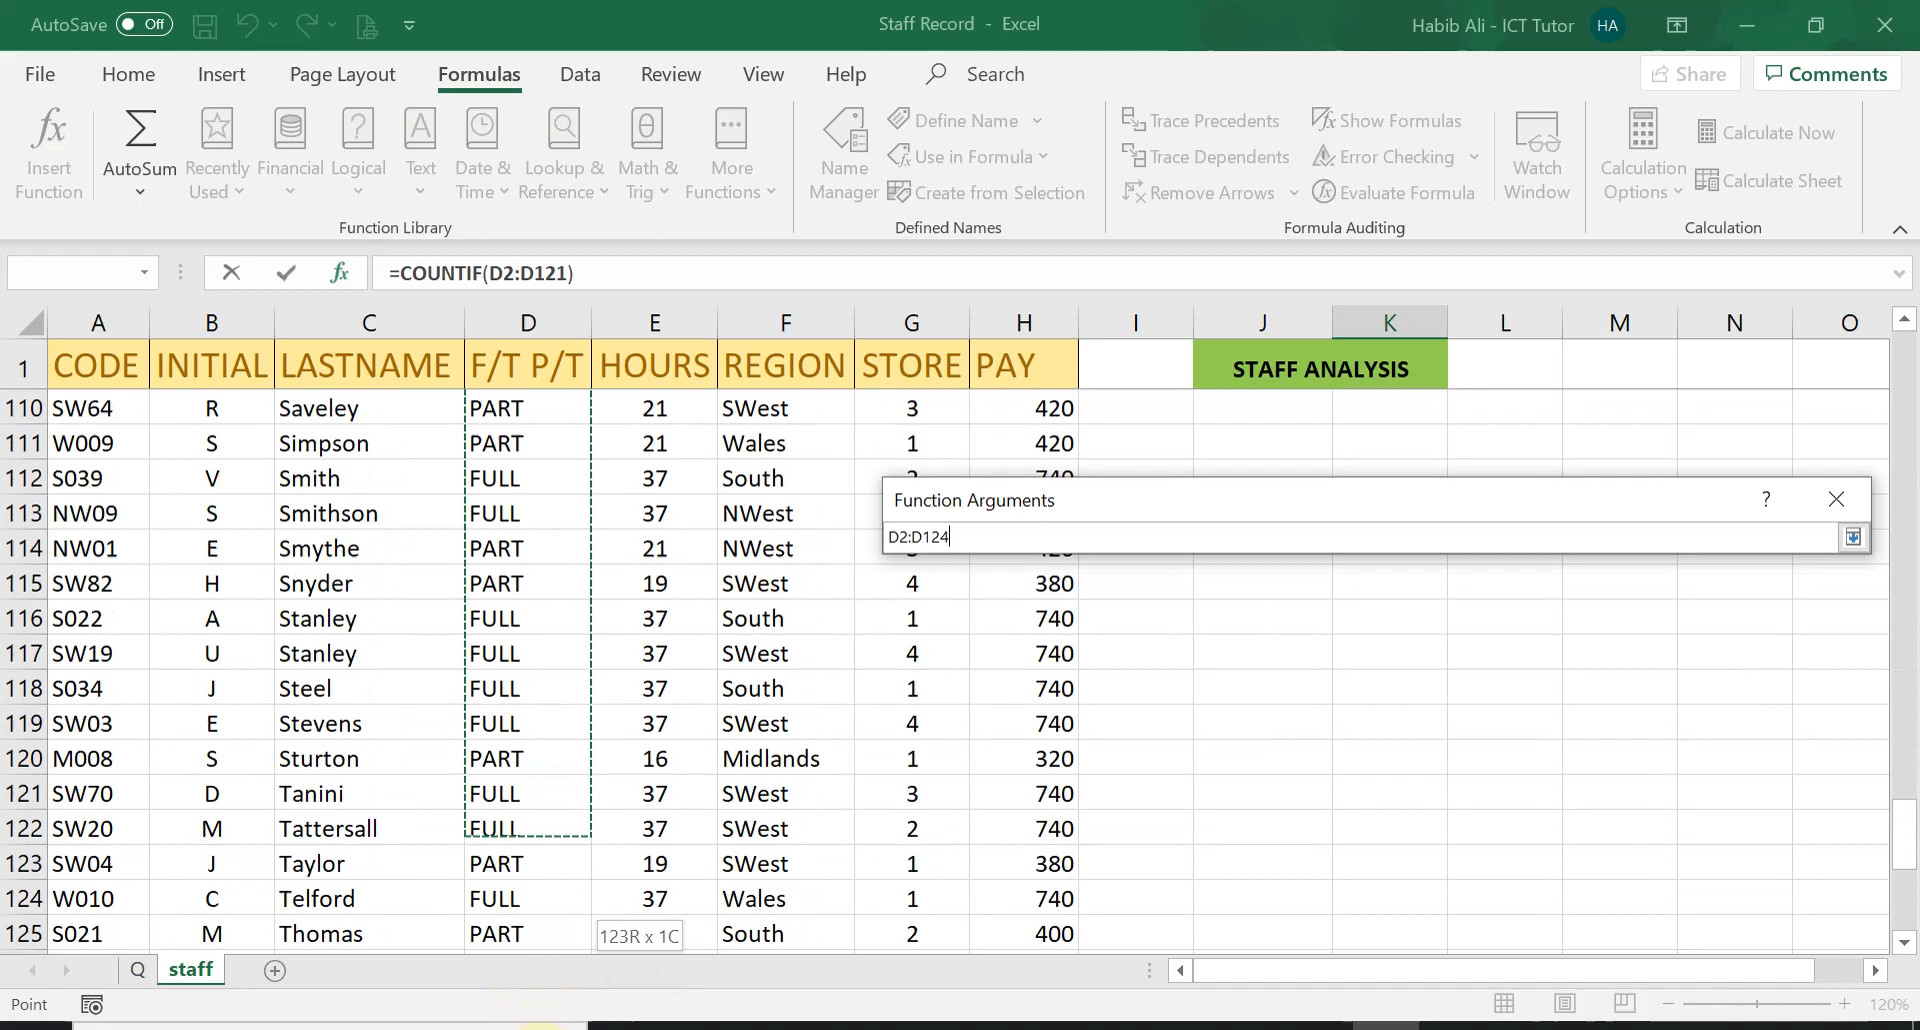 AutoSave Off Staff Record - Excel Habib Ali - ICT Tutor HA
File Home Insert Page Layout Formulas Data Review View Help Search Share Comments
fx Σ ? A θ
Insert Function AutoSum Recently Used Financial Logical Text Date & Time Lookup & Reference Math & Trig More Functions
Function Library
Name Manager
Define Name
Use in Formula
Create from Selection
Defined Names
Trace Precedents Show Formulas
Trace Dependents Error Checking
Remove Arrows Evaluate Formula
Watch Window
Formula Auditing
Calculation Options
Calculate Now
Calculate Sheet
Calculation
fx =COUNTIF(D2:D121)
A B C D E F G H I J K L M N O
1 CODE INITIAL LASTNAME F/T P/T HOURS REGION STORE PAY STAFF ANALYSIS
110 SW64 R Saveley PART 21 SWest 3 420
111 W009 S Simpson PART 21 Wales 1 420
112 S039 V Smith FULL 37 South
113 NW09 S Smithson FULL 37 NWest
114 NW01 E Smythe PART 21 NWest
115 SW82 H Snyder PART 19 SWest 4 380
116 S022 A Stanley FULL 37 South 1 740
117 SW19 U Stanley FULL 37 SWest 4 740
118 S034 J Steel FULL 37 South 1 740
119 SW03 E Stevens FULL 37 SWest 4 740
120 M008 S Sturton PART 16 Midlands 1 320
121 SW70 D Tanini FULL 37 SWest 3 740
122 SW20 M Tattersall FULL 37 SWest 2 740
123 SW04 J Taylor PART 19 SWest 1 380
124 W010 C Telford FULL 37 Wales 1 740
125 S021 M Thomas PART South 2 400
123R x 1C
Function Arguments ?
D2:D124
Q staff
Point 120%